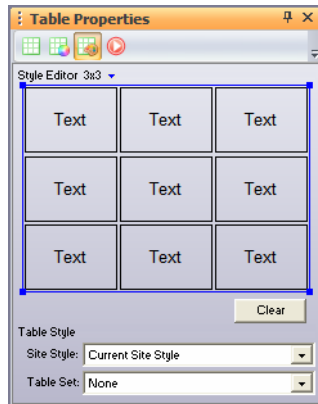 Table Properties
Style Editor 3x3
Text Text Text
Text Text Text
Text Text Text
Clear
Table Style
Site Style: Current Site Style
Table Set: None